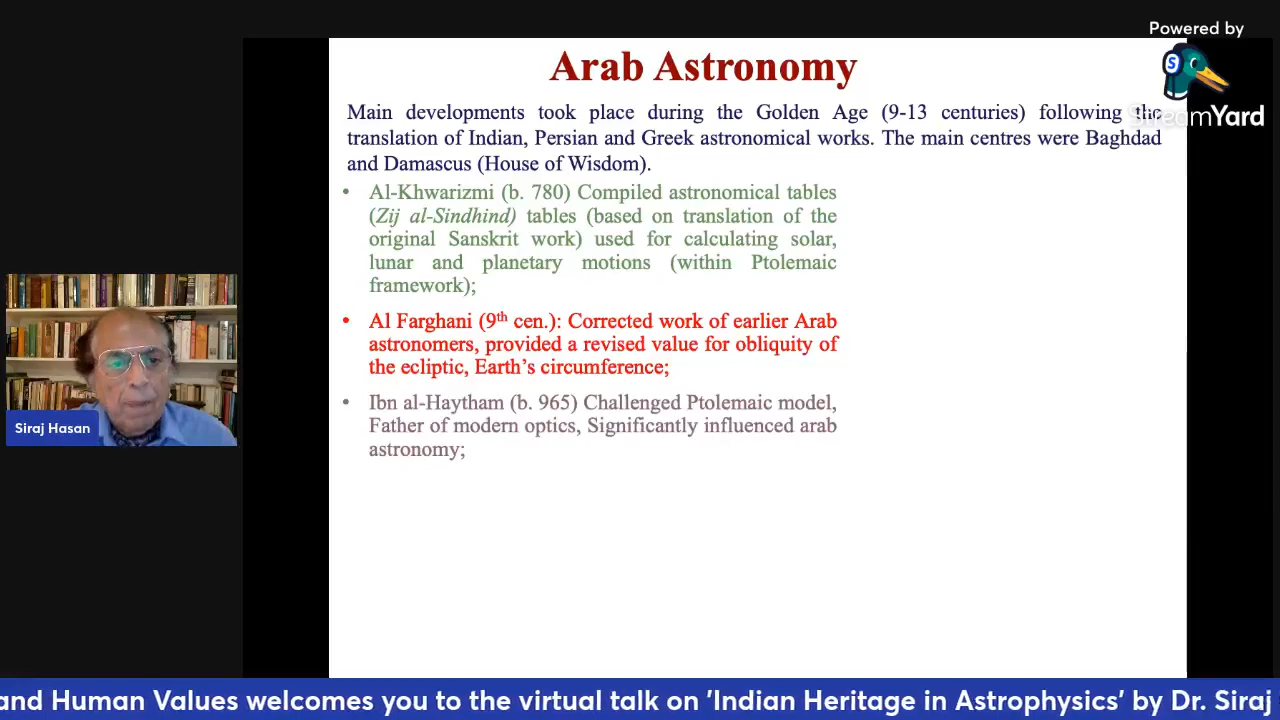 Powered by
S
StreamYard
Arab Astronomy
Main developments took place during the Golden Age (9-13 centuries) following the
translation of Indian, Persian and Greek astronomical works. The main centres were Baghdad
and Damascus (House of Wisdom).
• Al-Khwarizmi (b. 780) Compiled astronomical tables
(Zij al-Sindhind) tables (based on translation of the
original Sanskrit work) used for calculating solar,
lunar and planetary motions (within Ptolemaic
framework);
• Al Farghani (9th cen.): Corrected work of earlier Arab
astronomers, provided a revised value for obliquity of
the ecliptic, Earth's circumference;
• Ibn al-Haytham (b. 965) Challenged Ptolemaic model,
Father of modern optics, Significantly influenced arab
astronomy;
Siraj Hasan
and Human Values welcomes you to the virtual talk on 'Indian Heritage in Astrophysics' by Dr. Siraj